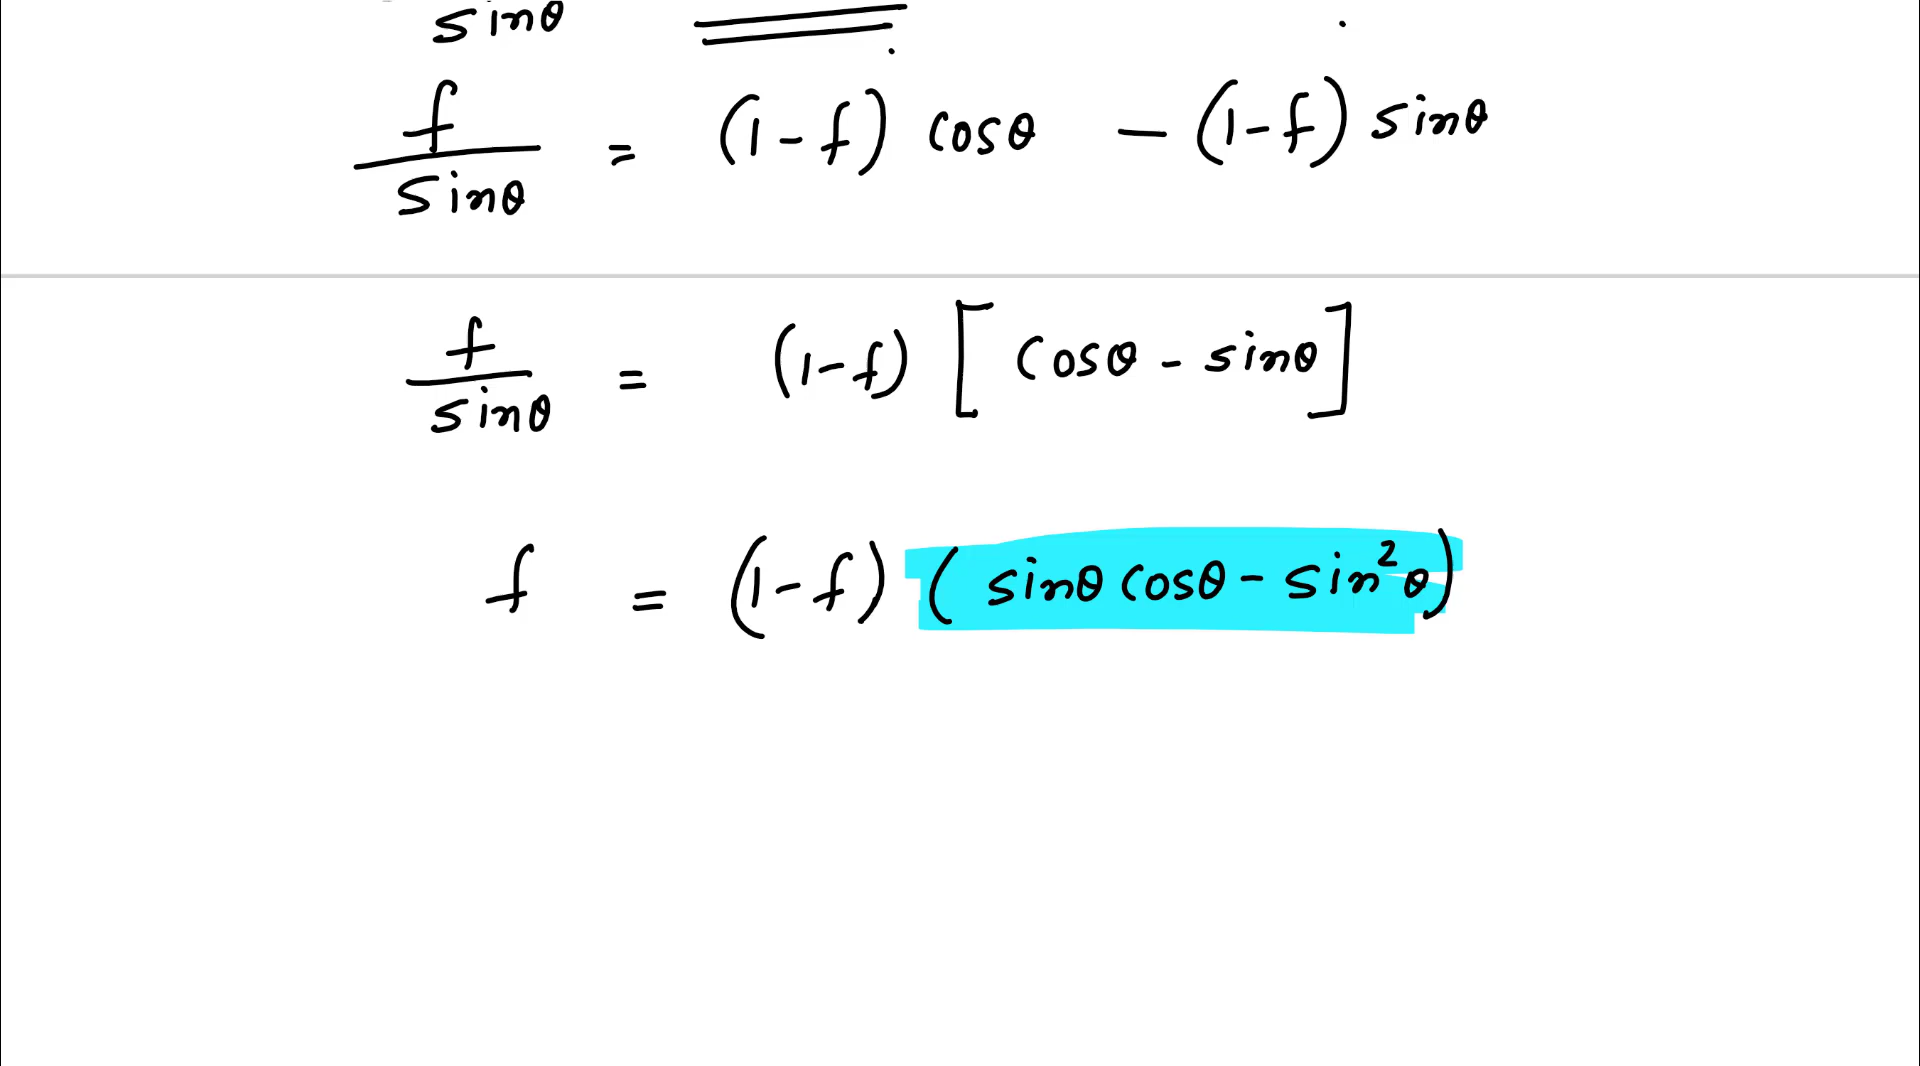 sinθ
f/sinθ = (1-f) cosθ - (1-f) sinθ
f/sinθ = (1-f) [cosθ - sinθ]
f = (1-f) (sinθ cosθ - sin²θ)